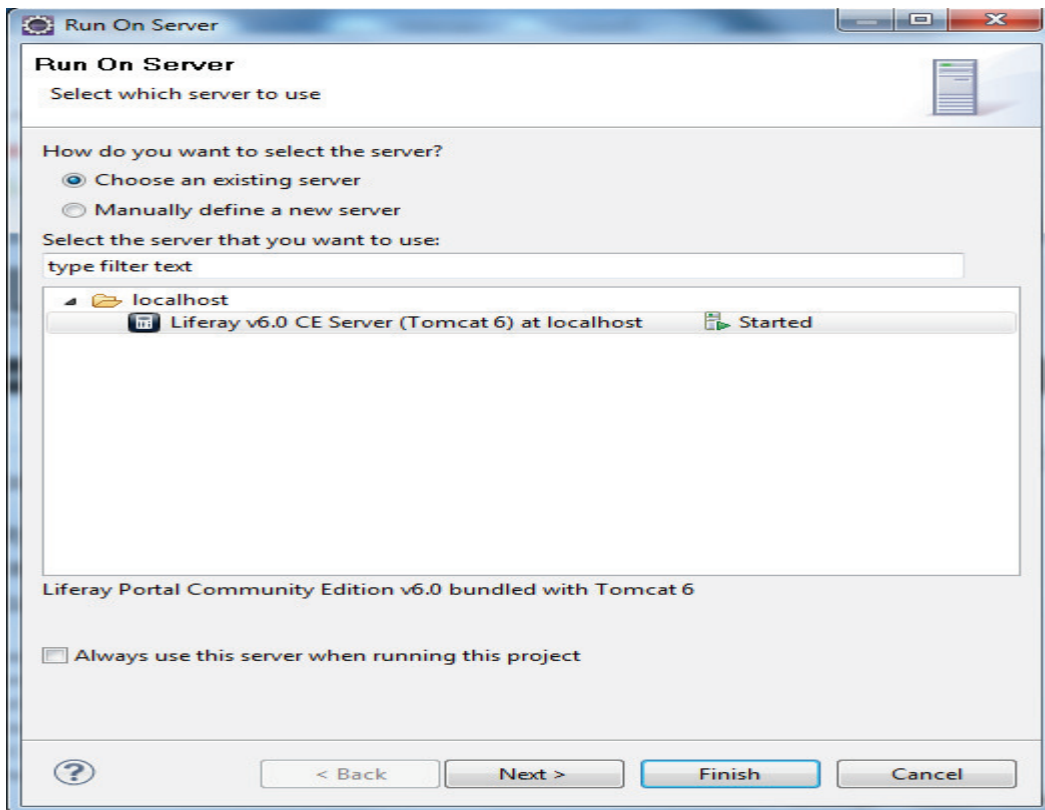 Run On Server
Run On Server
Select which server to use
How do you want to select the server?
Choose an existing server
Manually define a new server
Select the server that you want to use:
type filter text
localhost
Liferay v6.0 CE Server (Tomcat 6) at localhost Started
Liferay Portal Community Edition v6.0 bundled with Tomcat 6
Always use this server when running this project
?
< Back Next > Finish Cancel